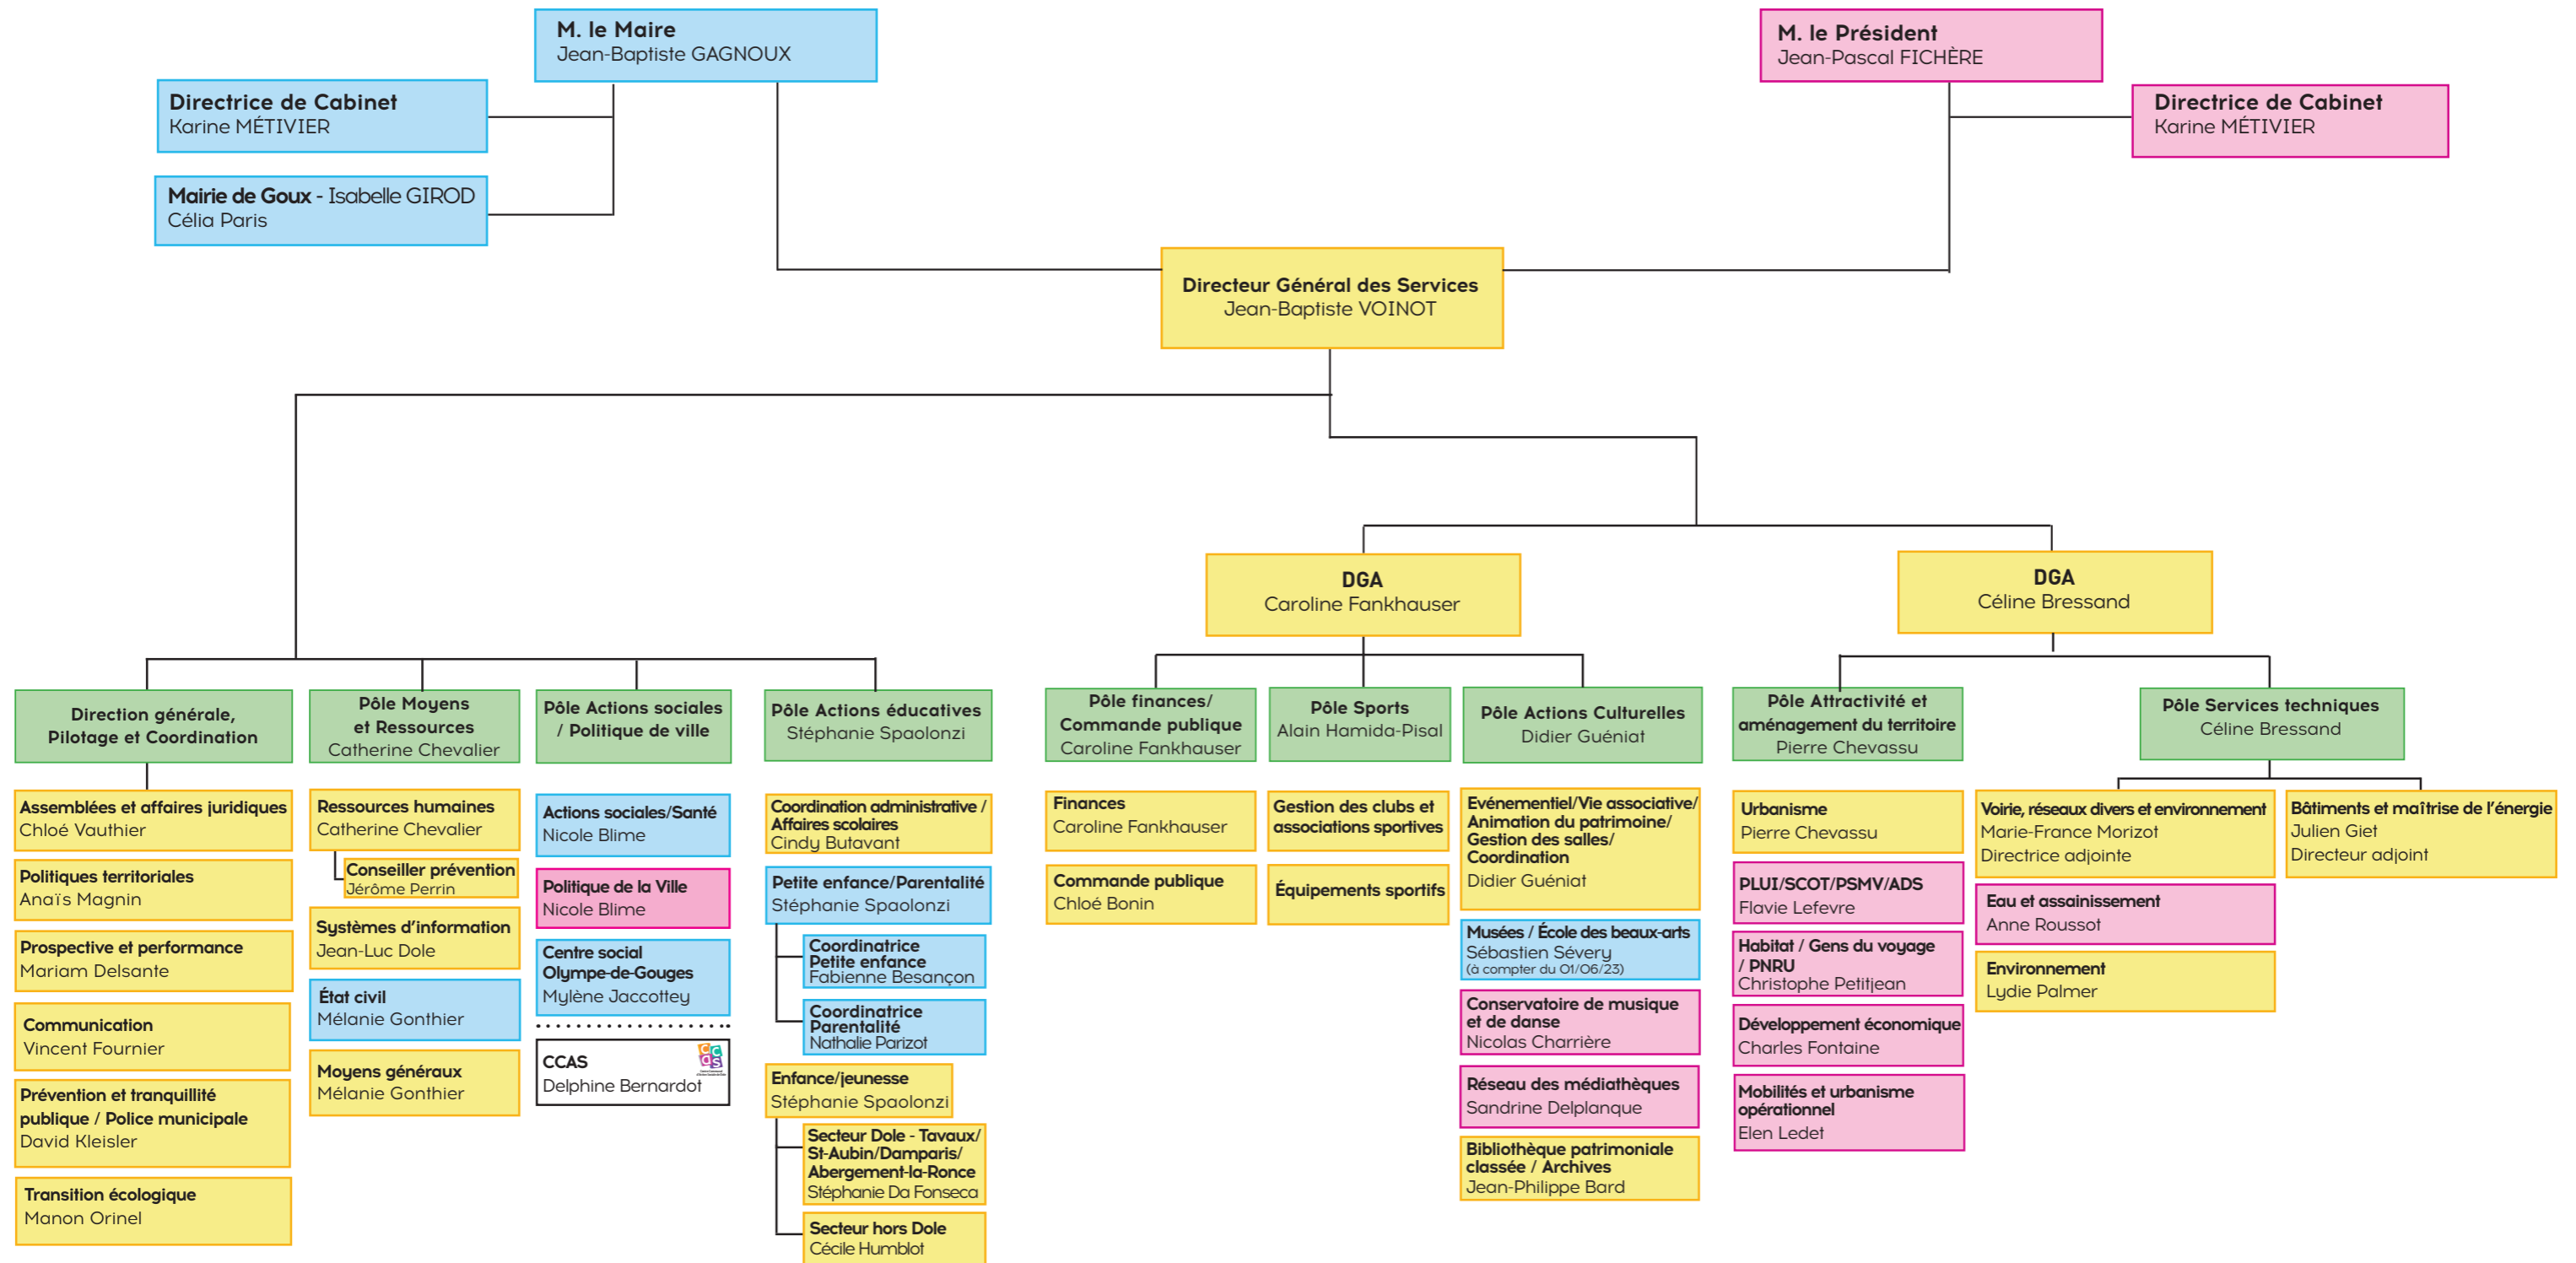 M. le Maire
Jean-Baptiste GAGNOUX
M. le Président
Jean-Pascal FICHÈRE
Directrice de Cabinet
Karine MÉTIVIER
Directrice de Cabinet
Karine MÉTIVIER
Mairie de Goux - Isabelle GIROD
Célia Paris
Directeur Général des Services
Jean-Baptiste VOINOT
DGA
Caroline Fankhauser
DGA
Céline Bressand
Direction générale,
Pilotage et Coordination
Assemblées et affaires juridiques
Chloé Vauthier
Politiques territoriales
Anaïs Magnin
Prospective et performance
Mariam Delsante
Communication
Vincent Fournier
Prévention et tranquillité
publique / Police municipale
David Kleisler
Transition écologique
Manon Orinel
Pôle Moyens
et Ressources
Catherine Chevalier
Ressources humaines
Catherine Chevalier
Conseiller prévention
Jérôme Perrin
Systèmes d'information
Jean-Luc Dole
État civil
Mélanie Gonthier
Moyens généraux
Mélanie Gonthier
Pôle Actions sociales
/ Politique de ville
Actions sociales/Santé
Nicole Blime
Politique de la Ville
Nicole Blime
Centre social
Olympe-de-Gouges
Mylène Jaccottey
CCAS
Delphine Bernardot
ccas
Pôle Actions éducatives
Stéphanie Spaolonzi
Coordination administrative /
Affaires scolaires
Cindy Butavant
Petite enfance/Parentalité
Stéphanie Spaolonzi
Coordinatrice
Petite enfance
Fabienne Besançon
Coordinatrice
Parentalité
Nathalie Parizot
Enfance/jeunesse
Stéphanie Spaolonzi
Secteur Dole - Tavaux/
St-Aubin/Damparis/
Abergement-la-Ronce
Stéphanie Da Fonseca
Secteur hors Dole
Cécile Humblot
Pôle finances/
Commande publique
Caroline Fankhauser
Finances
Caroline Fankhauser
Commande publique
Chloé Bonin
Pôle Sports
Alain Hamida-Pisal
Gestion des clubs et
associations sportives
Équipements sportifs
Pôle Actions Culturelles
Didier Guéniat
Evénementiel/Vie associative/
Animation du patrimoine/
Gestion des salles/
Coordination
Didier Guéniat
Musées / École des beaux-arts
Sébastien Sévery
(à compter du 01/06/23)
Conservatoire de musique
et de danse
Nicolas Charrière
Réseau des médiathèques
Sandrine Delplanque
Bibliothèque patrimoniale
classée / Archives
Jean-Philippe Bard
Pôle Attractivité et
aménagement du territoire
Pierre Chevassu
Urbanisme
Pierre Chevassu
PLUI/SCOT/PSMV/ADS
Flavie Lefevre
Habitat / Gens du voyage
/ PNRU
Christophe Petitjean
Développement économique
Charles Fontaine
Mobilités et urbanisme
opérationnel
Elen Ledet
Pôle Services techniques
Céline Bressand
Voirie, réseaux divers et environnement
Marie-France Morizot
Directrice adjointe
Eau et assainissement
Anne Roussot
Environnement
Lydie Palmer
Bâtiments et maîtrise de l'énergie
Julien Giet
Directeur adjoint